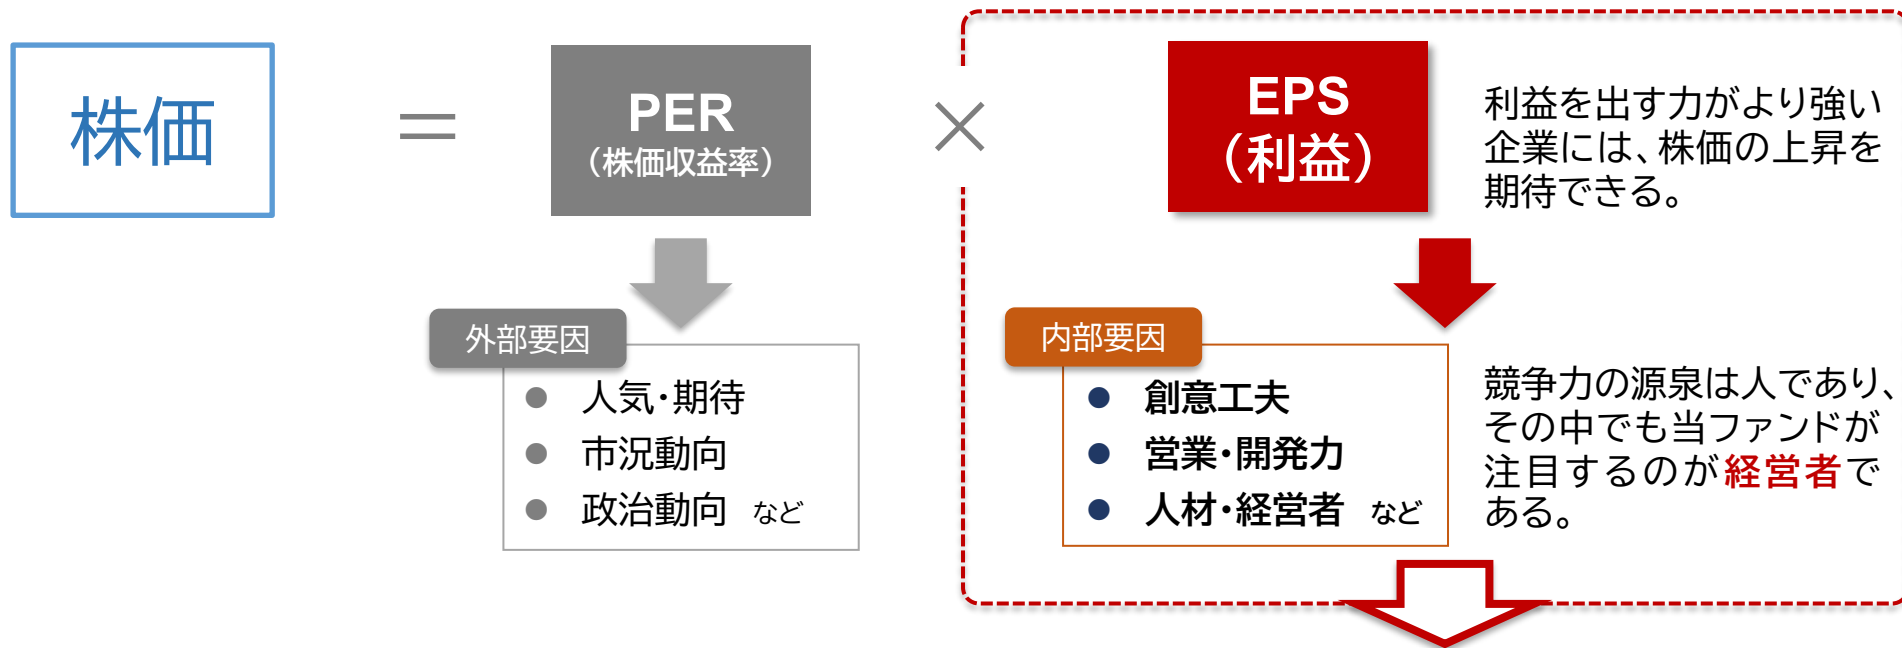 株価
＝
PER
（株価収益率）
×
EPS
（利益）
利益を出す力がより強い
企業には、株価の上昇を
期待できる。
外部要因
● 人気・期待
● 市況動向
● 政治動向 など
内部要因
● 創意工夫
● 営業・開発力
● 人材・経営者 など
競争力の源泉は人であり、
その中でも当ファンドが
注目するのが経営者で
ある。